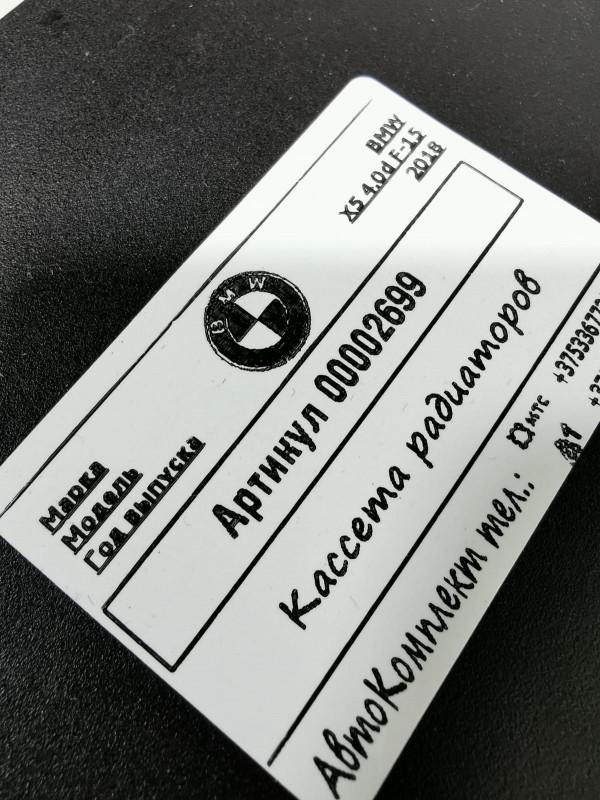 Марка BMW
Модель X5 4.0d F-15
Год выпуска 2018
BMW
Артикул 00002699
Кассета радиаторов
АвтоКомплект тел.: мтс